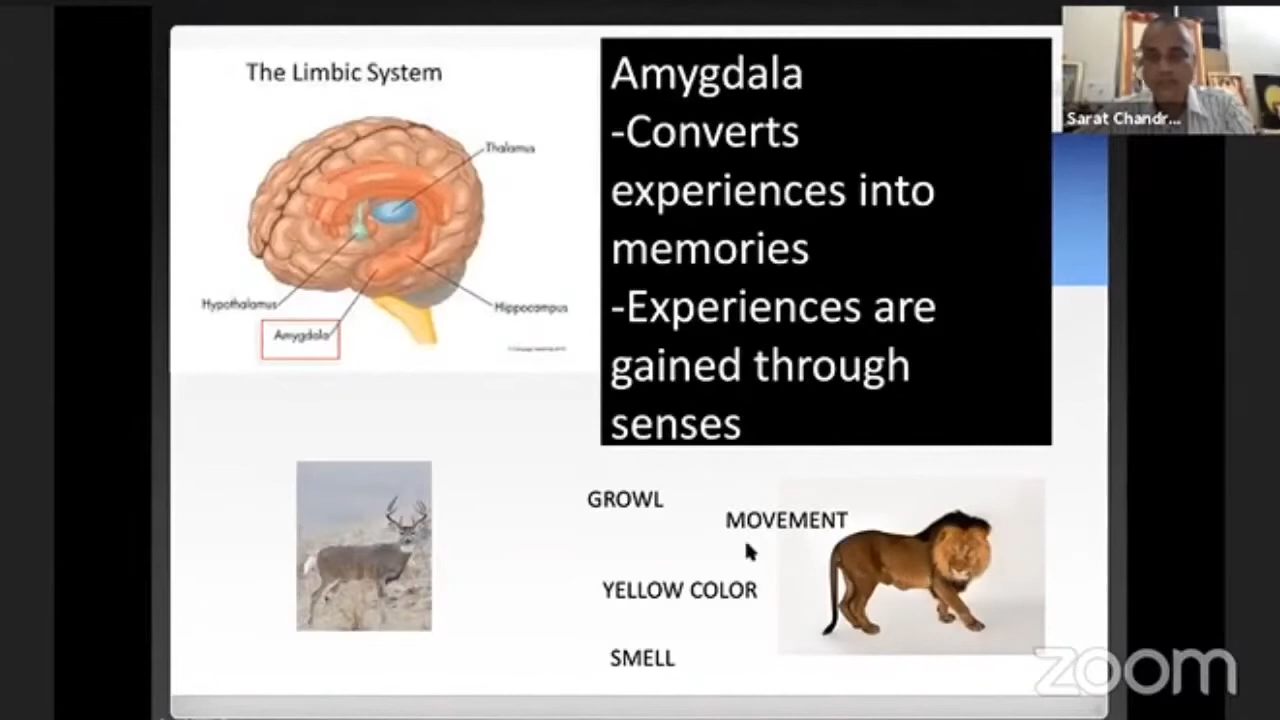 The Limbic System
Thalamus
Hypothalamus
Hippocampus
Amygdala
Amygdala
-Converts
experiences into
memories
-Experiences are
gained through
senses
Sarat Chandr...
GROWL
MOVEMENT
YELLOW COLOR
SMELL
zoom